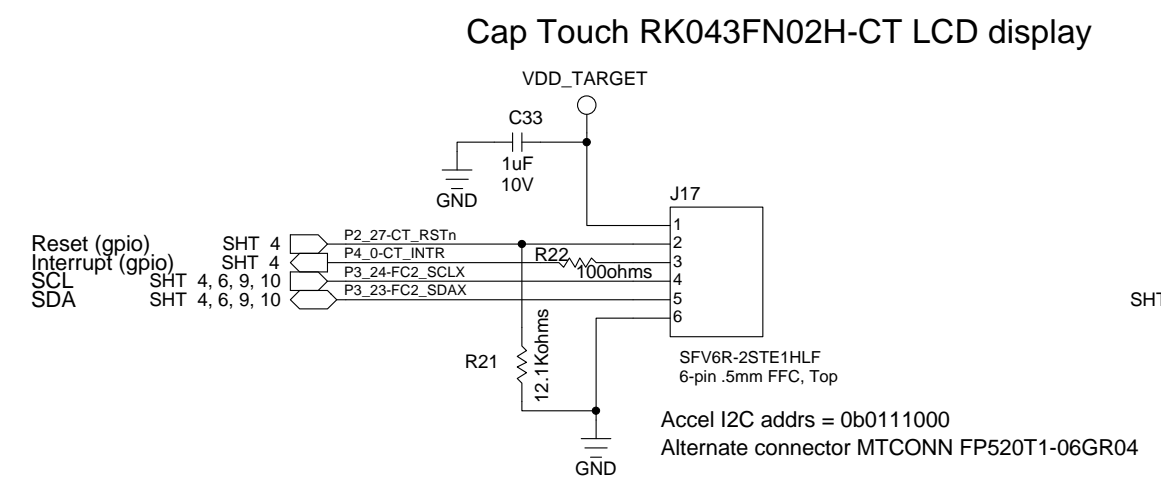 Cap Touch RK043FN02H-CT LCD display
VDD_TARGET
C33
1uF
10V
GND
J17
1
Reset (gpio) SHT 4 P2_27-CT_RSTn 2
Interrupt (gpio) SHT 4 P4_0-CT_INTR R22 100ohms 3
SCL SHT 4, 6, 9, 10 P3_24-FC2_SCLX 4
SDA SHT 4, 6, 9, 10 P3_23-FC2_SDAX 5
SHT
6
R21 12.1Kohms
SFV6R-2STE1HLF
6-pin .5mm FFC, Top
Accel I2C addrs = 0b0111000
Alternate connector MTCONN FP520T1-06GR04
GND